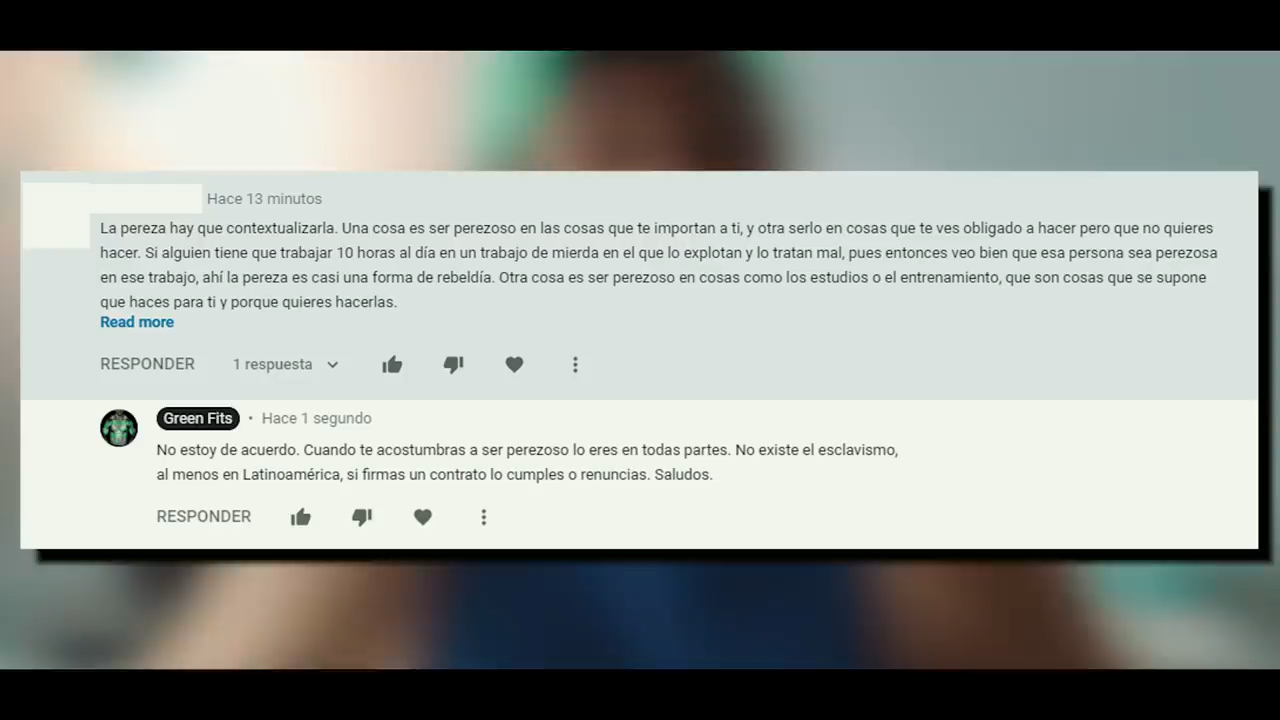 Hace 13 minutos
La pereza hay que contextualizarla. Una cosa es ser perezoso en las cosas que te importan a ti, y otra serlo en cosas que te ves obligado a hacer pero que no quieres
hacer. Si alguien tiene que trabajar 10 horas al día en un trabajo de mierda en el que lo explotan y lo tratan mal, pues entonces veo bien que esa persona sea perezosa
en ese trabajo, ahí la pereza es casi una forma de rebeldía. Otra cosa es ser perezoso en cosas como los estudios o el entrenamiento, que son cosas que se supone
que haces para ti y porque quieres hacerlas.
Read more
RESPONDER 1 respuesta
Green Fits • Hace 1 segundo
No estoy de acuerdo. Cuando te acostumbras a ser perezoso lo eres en todas partes. No existe el esclavismo,
al menos en Latinoamérica, si firmas un contrato lo cumples o renuncias. Saludos.
RESPONDER